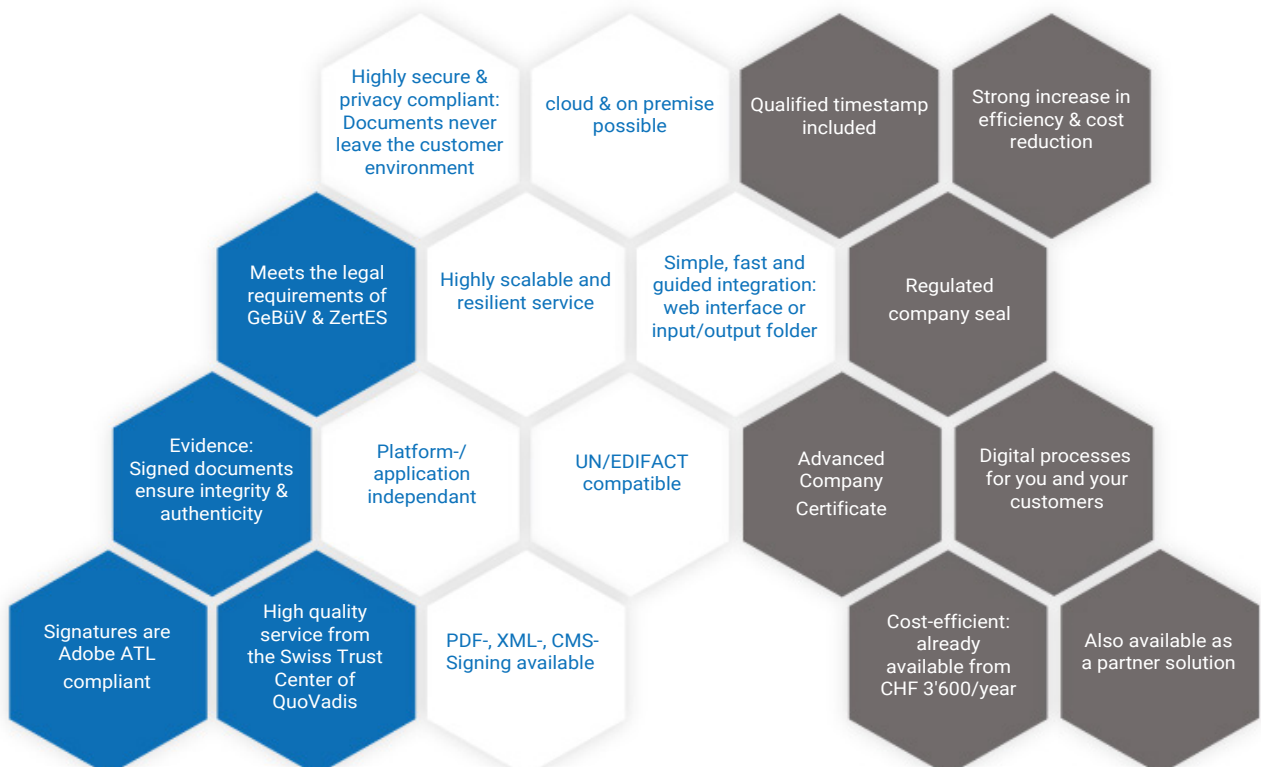 Highly secure &
privacy compliant:
Documents never
leave the customer
environment
cloud & on premise
possible
Qualified timestamp
included
Strong increase in
efficiency & cost
reduction
Meets the legal
requirements of
GeBüV & ZertES
Highly scalable and
resilient service
Simple, fast and
guided integration:
web interface or
input/output folder
Regulated
company seal
Evidence:
Signed documents
ensure integrity &
authenticity
Platform-/
application
independant
UN/EDIFACT
compatible
Advanced
Company
Certificate
Digital processes
for you and your
customers
Signatures are
Adobe ATL
compliant
High quality
service from
the Swiss Trust
Center of
QuoVadis
PDF-, XML-, CMS-
Signing available
Cost-efficient:
already
available from
CHF 3'600/year
Also available as
a partner solution